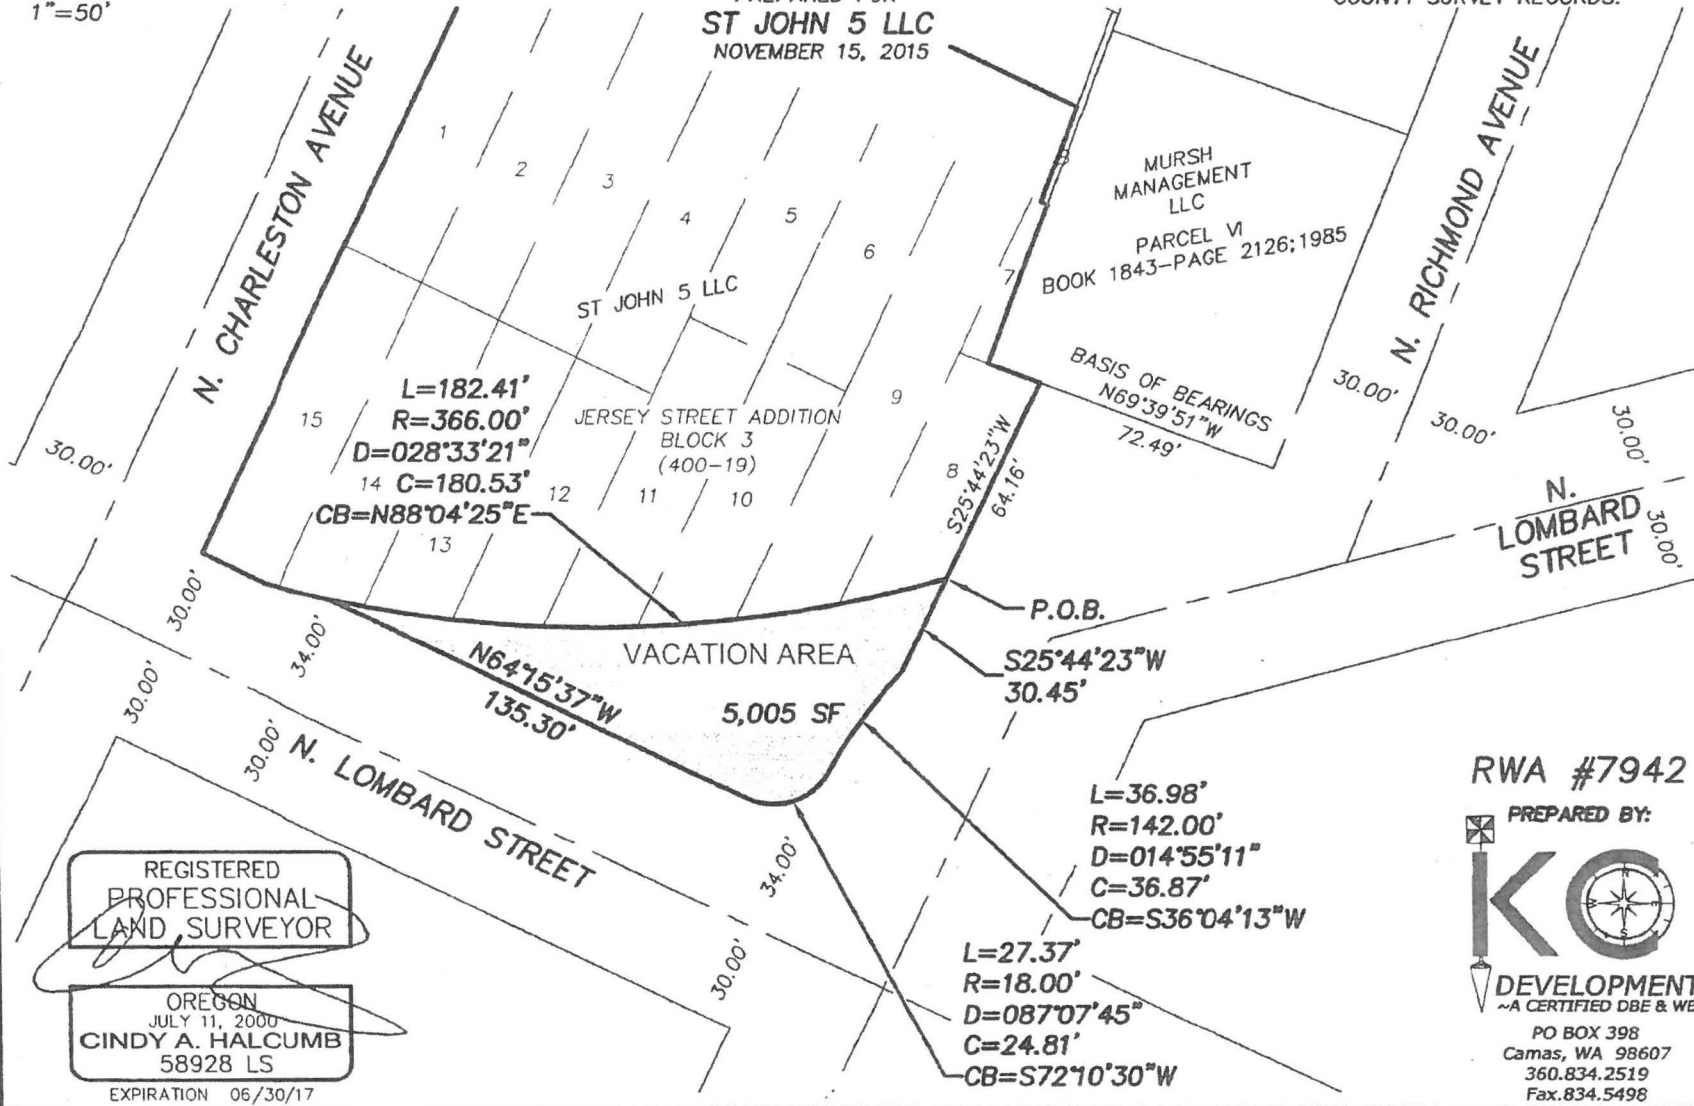 1"=50'
ST JOHN 5 LLC
NOVEMBER 15, 2015
COUNTY SURVEY RECORDS.
N. CHARLESTON AVENUE
N. RICHMOND AVENUE
1
2
3
4
5
6
7
8
MURSH
MANAGEMENT
LLC
PARCEL VI
BOOK 1843-PAGE 2126;1985
ST JOHN 5 LLC
BASIS OF BEARINGS
N69°39'51"W
72.49'
30.00'
30.00'
30.00'
30.00'
N.
LOMBARD
STREET
30.00'
L=182.41'
R=366.00'
D=028°33'21"
C=180.53'
CB=N88°04'25"E
JERSEY STREET ADDITION
BLOCK 3
(400-19)
15
14
13
12
11
10
9
8
S25°44'23"W
64.16'
30.00'
34.00'
30.00'
30.00'
P.O.B.
S25°44'23"W
30.45'
VACATION AREA
5,005 SF
N64°15'37"W
135.30'
N. LOMBARD STREET
34.00'
30.00'
L=36.98'
R=142.00'
D=014°55'11"
C=36.87'
CB=S36°04'13"W
L=27.37'
R=18.00'
D=087°07'45"
C=24.81'
CB=S72°10'30"W
REGISTERED
PROFESSIONAL
LAND SURVEYOR
OREGON
JULY 11, 2000
CINDY A. HALCUMB
58928 LS
EXPIRATION 06/30/17
RWA #7942
PREPARED BY:
KC
N
E
S
W
DEVELOPMENT
~A CERTIFIED DBE &
PO BOX 398
Camas, WA 98607
360.834.2519
Fax.834.5498